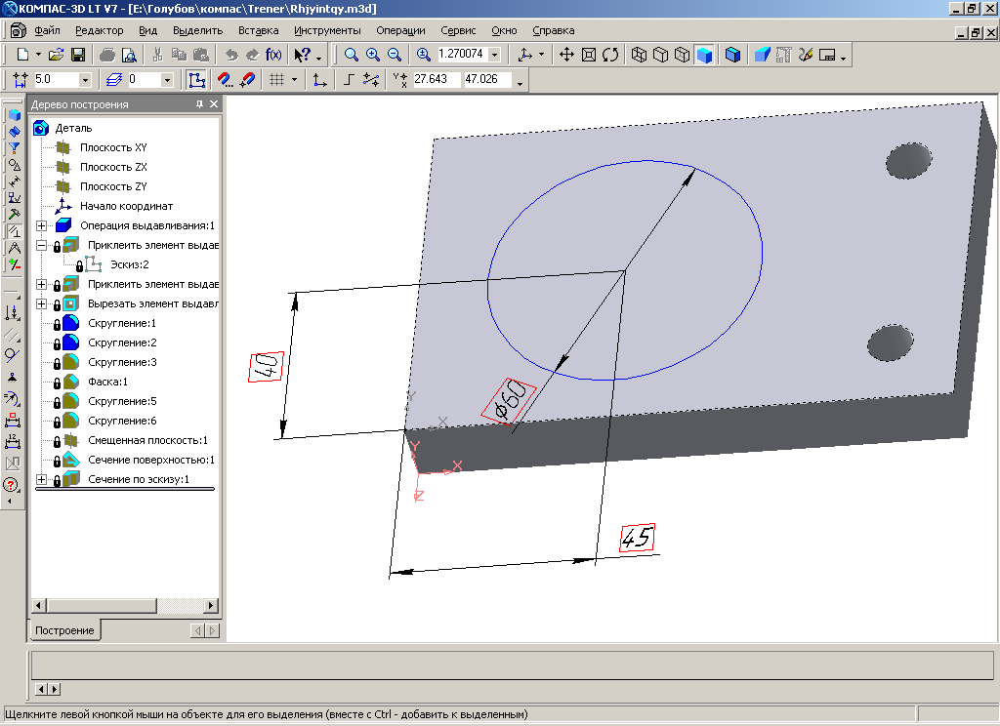 КОМПАС-3D LT V7 - [E:\Голубов\компас\Trener\Rhjyintqy.m3d]
Файл Редактор Вид Выделить Вставка Инструменты Операции Сервис Окно Справка
f(x) 1.270074
5.0 0 27.643 47.026
Дерево построения
Деталь
Плоскость XY
Плоскость ZX
Плоскость ZY
Начало координат
Операция выдавливания:1
Приклеить элемент выдав
Эскиз:2
Приклеить элемент выдав
Вырезать элемент выдавл
Скругление:1
Скругление:2
Скругление:3
Фаска:1
Скругление:5
Скругление:6
Смещенная плоскость:1
Сечение поверхностью:1
Сечение по эскизу:1
Построение
40
ϕ60
45
Y
X
Y
X
Z
Щелкните левой кнопкой мыши на объекте для его выделения (вместе с Ctrl - добавить к выделенным)